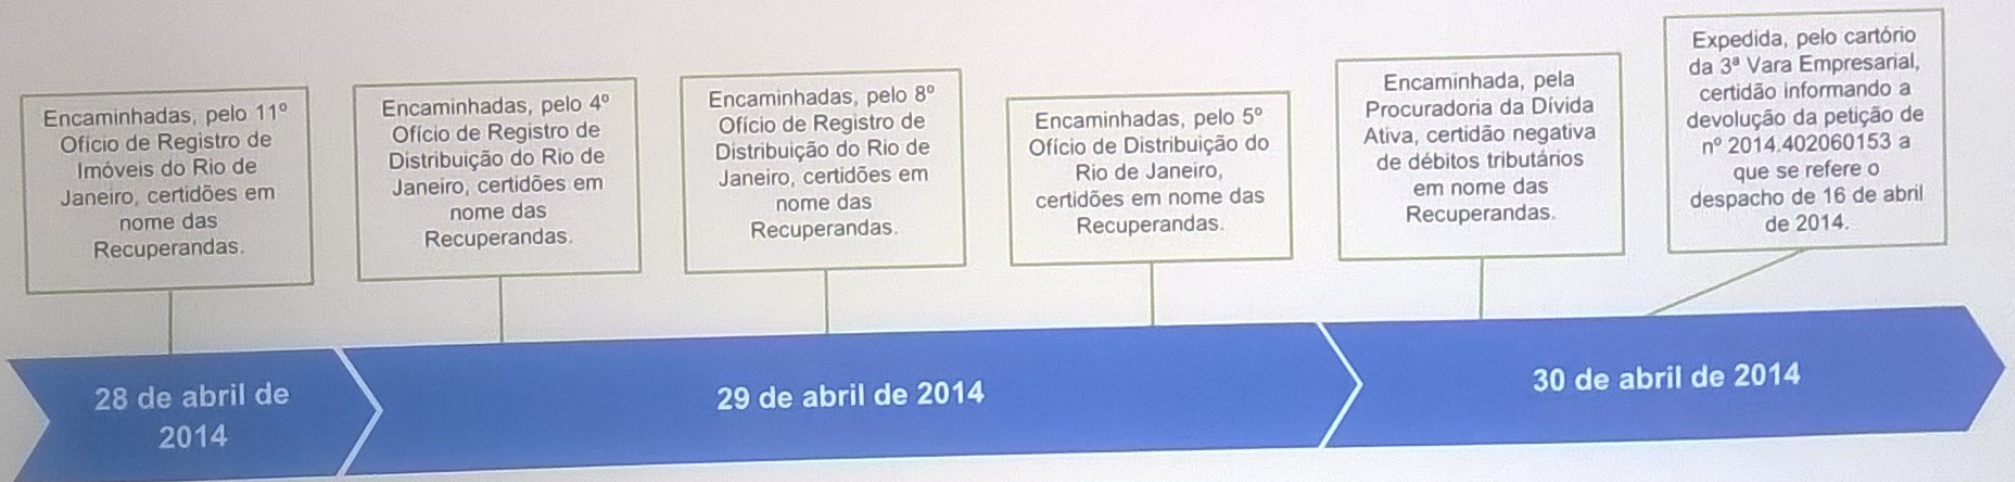 Encaminhadas, pelo 11º
Ofício de Registro de
Imóveis do Rio de
Janeiro, certidões em
nome das
Recuperandas.
Encaminhadas, pelo 4º
Ofício de Registro de
Distribuição do Rio de
Janeiro, certidões em
nome das
Recuperandas.
Encaminhadas, pelo 8º
Ofício de Registro de
Distribuição do Rio de
Janeiro, certidões em
nome das
Recuperandas.
Encaminhadas, pelo 5º
Ofício de Distribuição do
Rio de Janeiro,
certidões em nome das
Recuperandas.
Encaminhada, pela
Procuradoria da Dívida
Ativa, certidão negativa
de débitos tributários
em nome das
Recuperandas.
Expedida, pelo cartório
da 3ª Vara Empresarial,
certidão informando a
devolução da petição de
nº 2014.402060153 a
que se refere o
despacho de 16 de abril
de 2014.
28 de abril de
2014
29 de abril de 2014
30 de abril de 2014